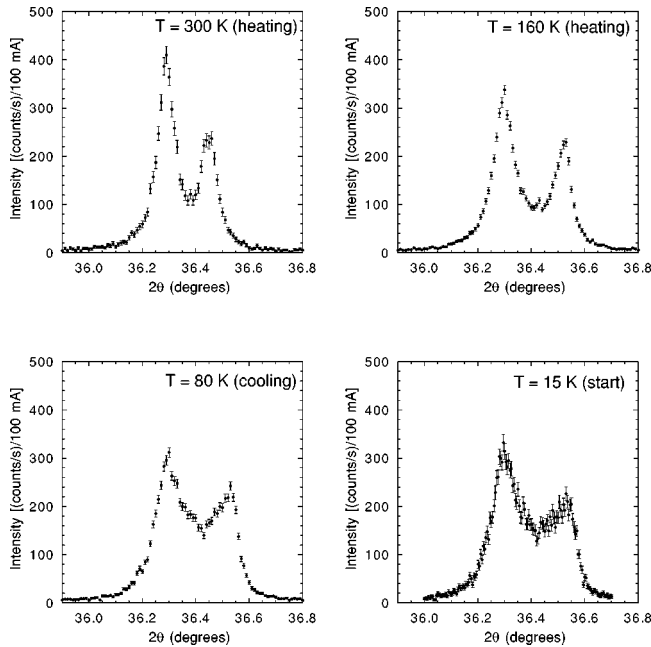 T = 300 K (heating)
Intensity [(counts/s)/100 mA]
500
400
300
200
100
0
36.0 36.2 36.4 36.6 36.8
2θ (degrees)
T = 160 K (heating)
Intensity [(counts/s)/100 mA]
500
400
300
200
100
0
36.0 36.2 36.4 36.6 36.8
2θ (degrees)
T = 80 K (cooling)
Intensity [(counts/s)/100 mA]
500
400
300
200
100
0
36.0 36.2 36.4 36.6 36.8
2θ (degrees)
T = 15 K (start)
Intensity [(counts/s)/100 mA]
500
400
300
200
100
0
36.0 36.2 36.4 36.6 36.8
2θ (degrees)